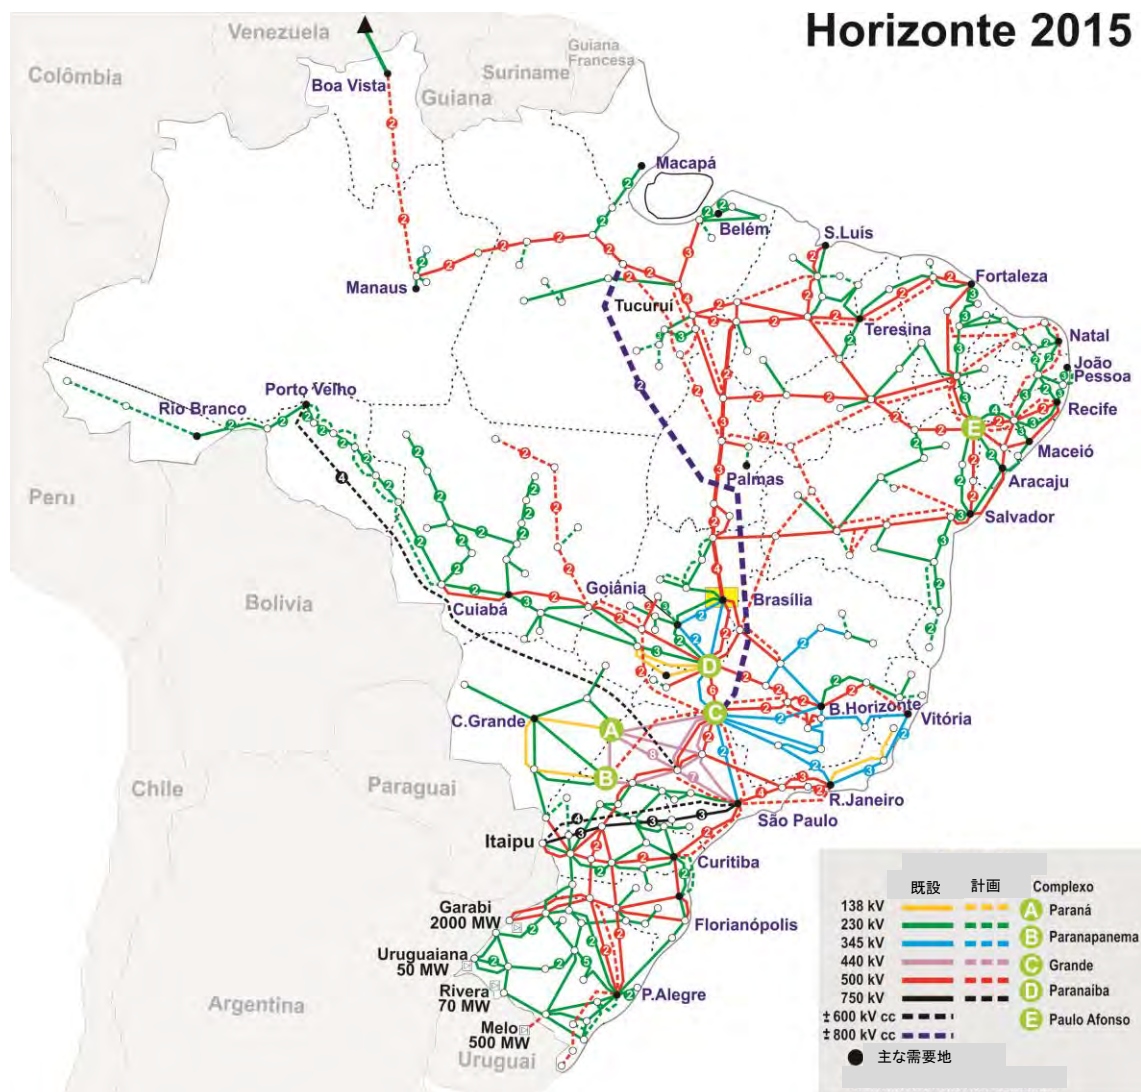 Horizonte 2015
Venezuela
Guiana
Francesa
Colômbia
Suriname
Boa Vista
Guiana
Macapá
Belém
S.Luis
Manaus
Fortaleza
Tucuruí
Teresina
Natal
João
Pessoa
Porto Velho
Rio Branco
Recife
E
Maceió
Palmas
Aracaju
Peru
Salvador
Goiânia
Bolivia
Cuiabá
Brasília
D
C.Grande
C
B.Horizonte
Vitória
A
B
Chile
Paraguai
R.Janeiro
São Paulo
Itaipu
Curitiba
Garabi
2000 MW
Florianópolis
Uruguaiana
50 MW
Rivera
70 MW
P.Alegre
Argentina
Melo
500 MW
Uruguai
既設 計画 Complexo
138 kV A Paraná
230 kV
345 kV B Paranapanema
440 kV C Grande
500 kV
750 kV D Paranaiba
± 600 kV cc E Paulo Afonso
± 800 kV cc
主な需要地